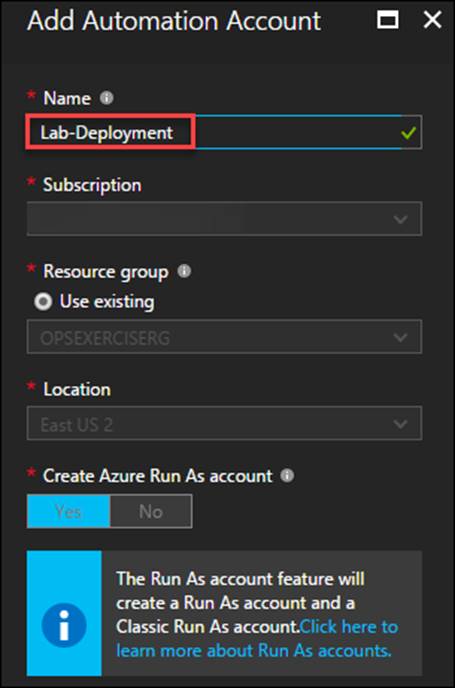 Add Automation Account
* Name
Lab-Deployment
* Subscription
* Resource group
Use existing
OPSEXERCISERG
* Location
East US 2
* Create Azure Run As account
Yes No
The Run As account feature will
create a Run As account and a
Classic Run As account.Click here to
learn more about Run As accounts.